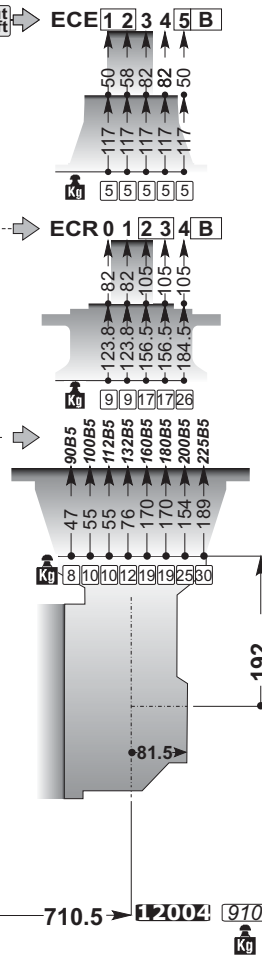 ECE 1 2 3 4 5 B
50 58 82 82 50
117 117 117 117 117
Kg 5 5 5 5 5
ECR 0 1 2 3 4 B
82 82 105 105 105
123.8 123.8 156.5 156.5 184.5
Kg 9 9 17 17 26
90B5 100B5 112B5 132B5 160B5 180B5 200B5 225B5
47 55 55 76 170 170 154 189
Kg 8 10 10 12 19 19 25 30
192
81.5
710.5 12004 910
Kg